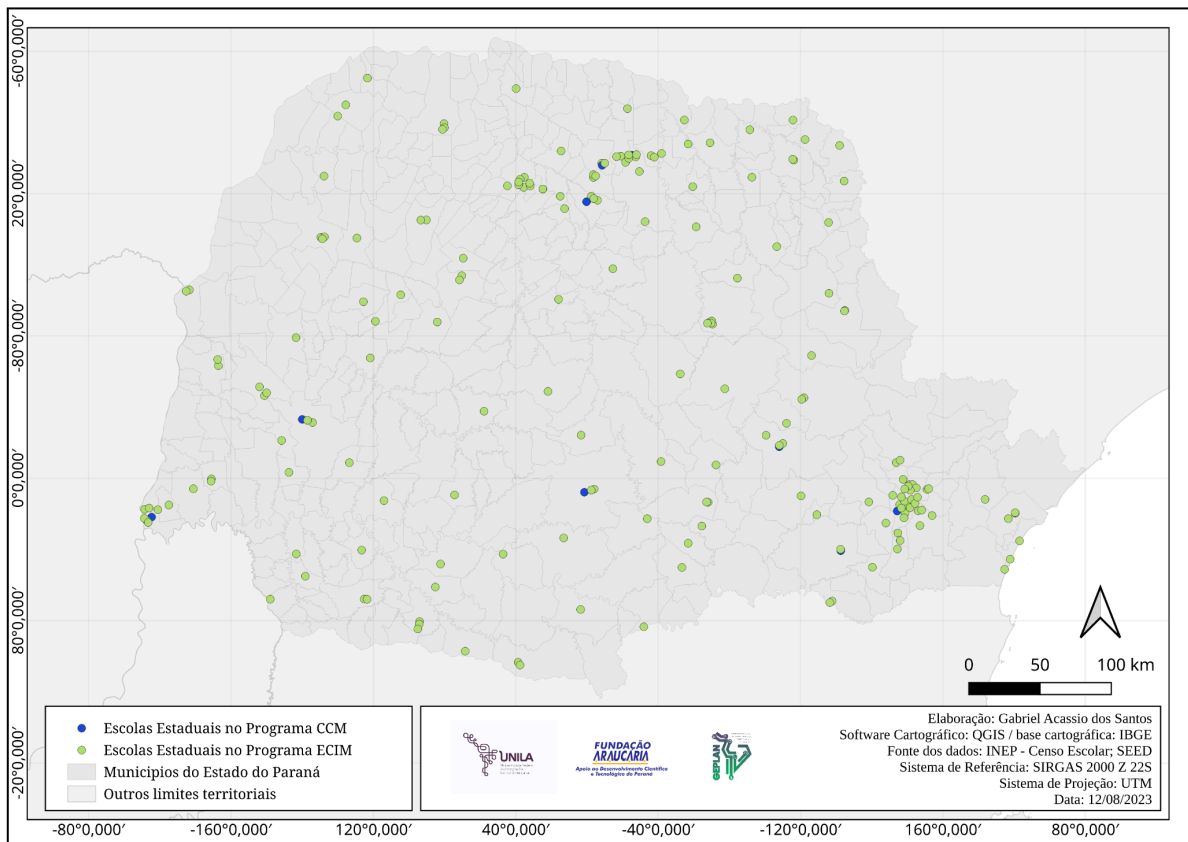 -60°0,000′
20°0,000′
-80°0,000′
0°0,000′
80°0,000′
-20°0,000′
0 50 100 km
Escolas Estaduais no Programa CCM
Escolas Estaduais no Programa ECIM
Municipios do Estado do Paraná
Outros limites territoriais
UNILA
FUNDAÇÃO
ARAUCÁRIA
Apoio ao Desenvolvimento Científico
e Tecnológico do Paraná
GEPLAN
Elaboração: Gabriel Acassio dos Santos
Software Cartográfico: QGIS / base cartográfica: IBGE
Fonte dos dados: INEP - Censo Escolar; SEED
Sistema de Referência: SIRGAS 2000 Z 22S
Sistema de Projeção: UTM
Data: 12/08/2023
-80°0,000′ -160°0,000′ 120°0,000′ 40°0,000′ -40°0,000′ -120°0,000′ 160°0,000′ 80°0,000′